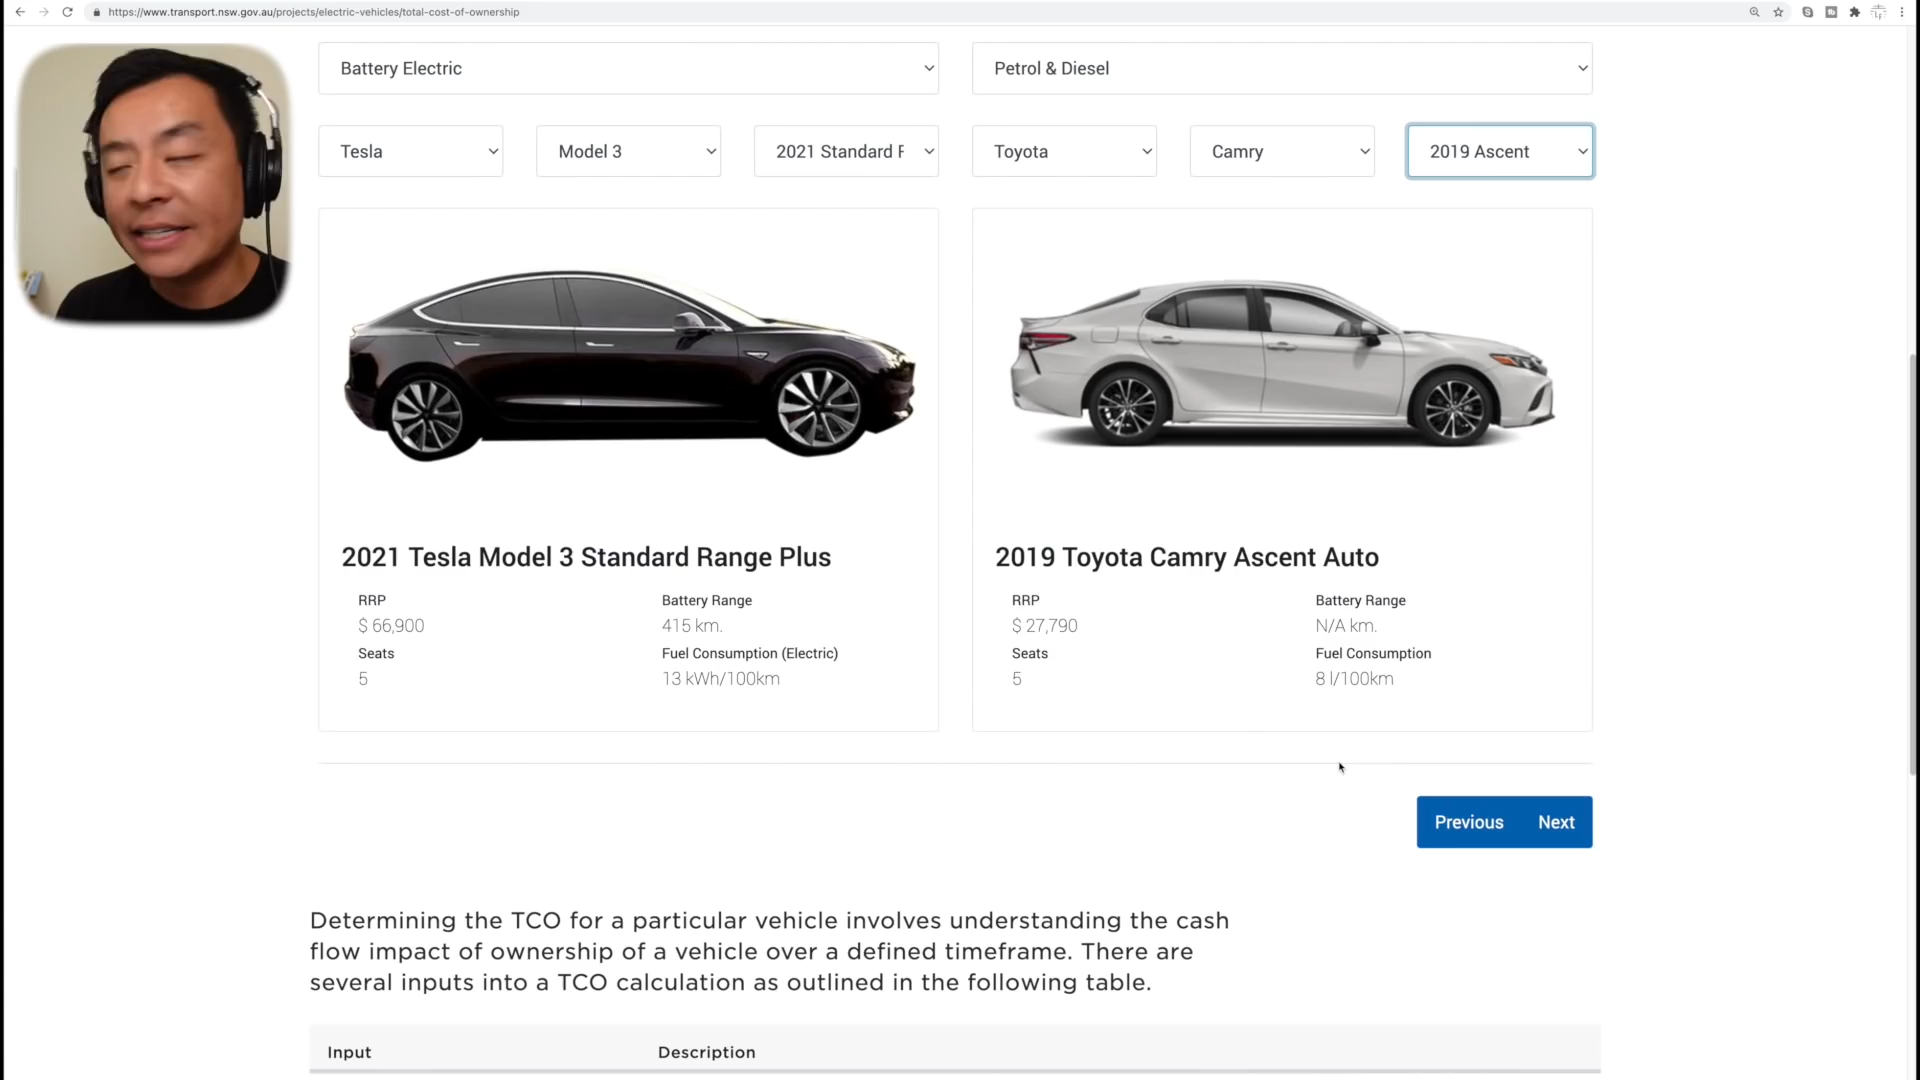 https://www.transport.nsw.gov.au/projects/electric-vehicles/total-cost-of-ownership
Battery Electric
Petrol & Diesel
Tesla
Model 3
2021 Standard F
Toyota
Camry
2019 Ascent
2021 Tesla Model 3 Standard Range Plus
RRP
Battery Range
$ 66,900
415 km.
Seats
Fuel Consumption (Electric)
5
13 kWh/100km
2019 Toyota Camry Ascent Auto
RRP
Battery Range
$ 27,790
N/A km.
Seats
Fuel Consumption
5
8 l/100km
Previous
Next
Determining the TCO for a particular vehicle involves understanding the cash
flow impact of ownership of a vehicle over a defined timeframe. There are
several inputs into a TCO calculation as outlined in the following table.
Input
Description